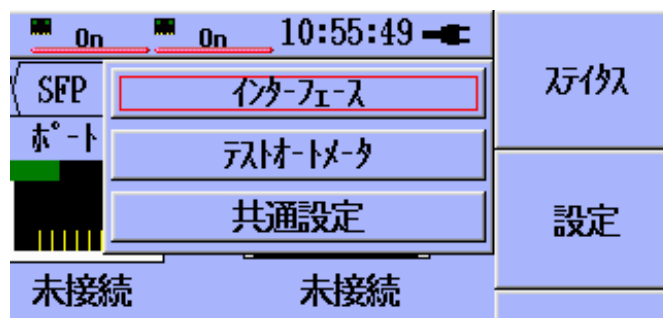 On On 10:55:49
SFP
ｲﾝﾀｰﾌｪｰｽ
ｽﾃｲﾀｽ
ﾎﾟｰﾄ
ﾃｽﾄｵｰﾄﾒｰﾀ
共通設定
設定
未接続 未接続